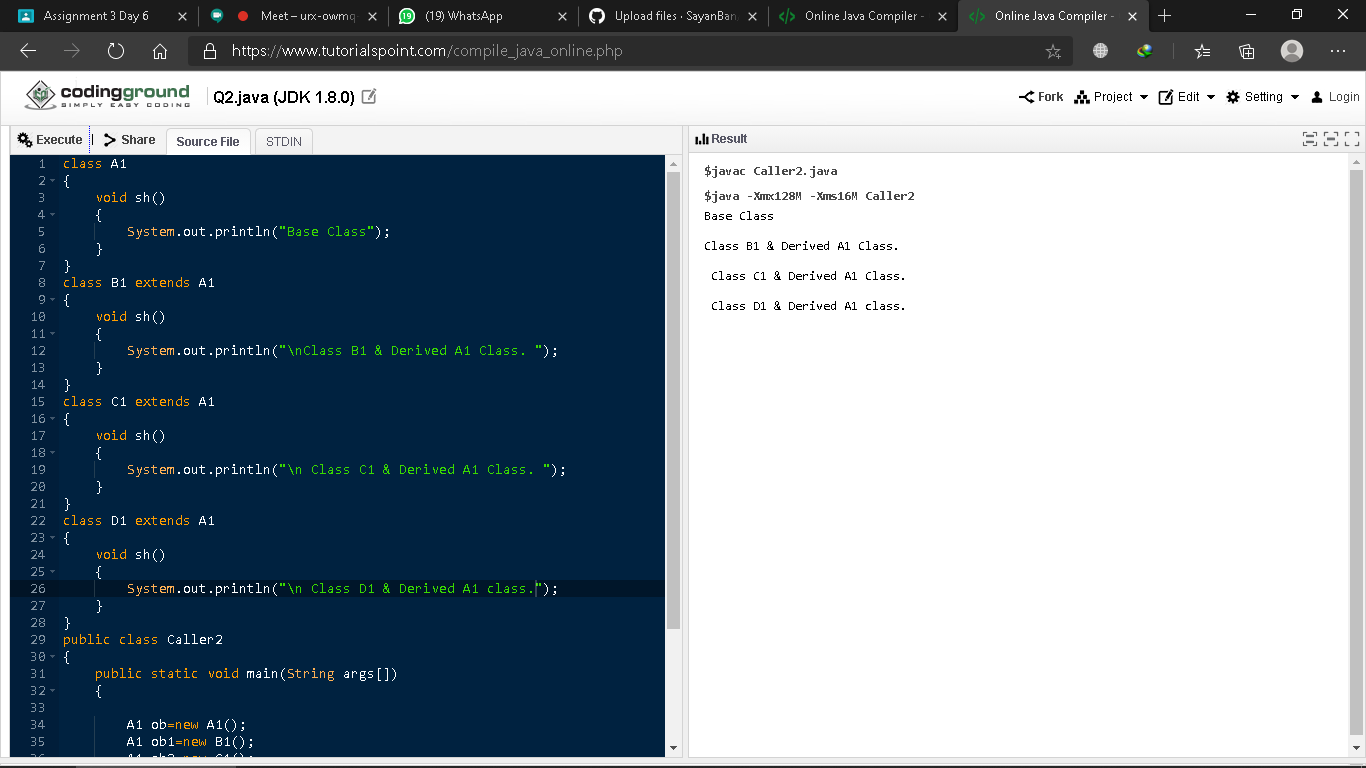 Assignment 3 Day 6
Meet – urx-owmq
(19) WhatsApp
Upload files · SayanBan
Online Java Compiler -
Online Java Compiler -
https://www.tutorialspoint.com/compile_java_online.php
codingground
SIMPLY EASY CODING
Q2.java (JDK 1.8.0)
Fork
Project
Edit
Setting
Login
Execute
Share
Source File
STDIN
1 class A1
2 {
3 void sh()
4 {
5 System.out.println("Base Class");
6 }
7 }
8 class B1 extends A1
9 {
10 void sh()
11 {
12 System.out.println("\nClass B1 & Derived A1 Class. ");
13 }
14 }
15 class C1 extends A1
16 {
17 void sh()
18 {
19 System.out.println("\n Class C1 & Derived A1 Class. ");
20 }
21 }
22 class D1 extends A1
23 {
24 void sh()
25 {
26 System.out.println("\n Class D1 & Derived A1 class.");
27 }
28 }
29 public class Caller2
30 {
31 public static void main(String args[])
32 {
33
34 A1 ob=new A1();
35 A1 ob1=new B1();
36 A1 ob2=new C1();
Result
$javac Caller2.java
$java -Xmx128M -Xms16M Caller2
Base Class
Class B1 & Derived A1 Class.
Class C1 & Derived A1 Class.
Class D1 & Derived A1 class.